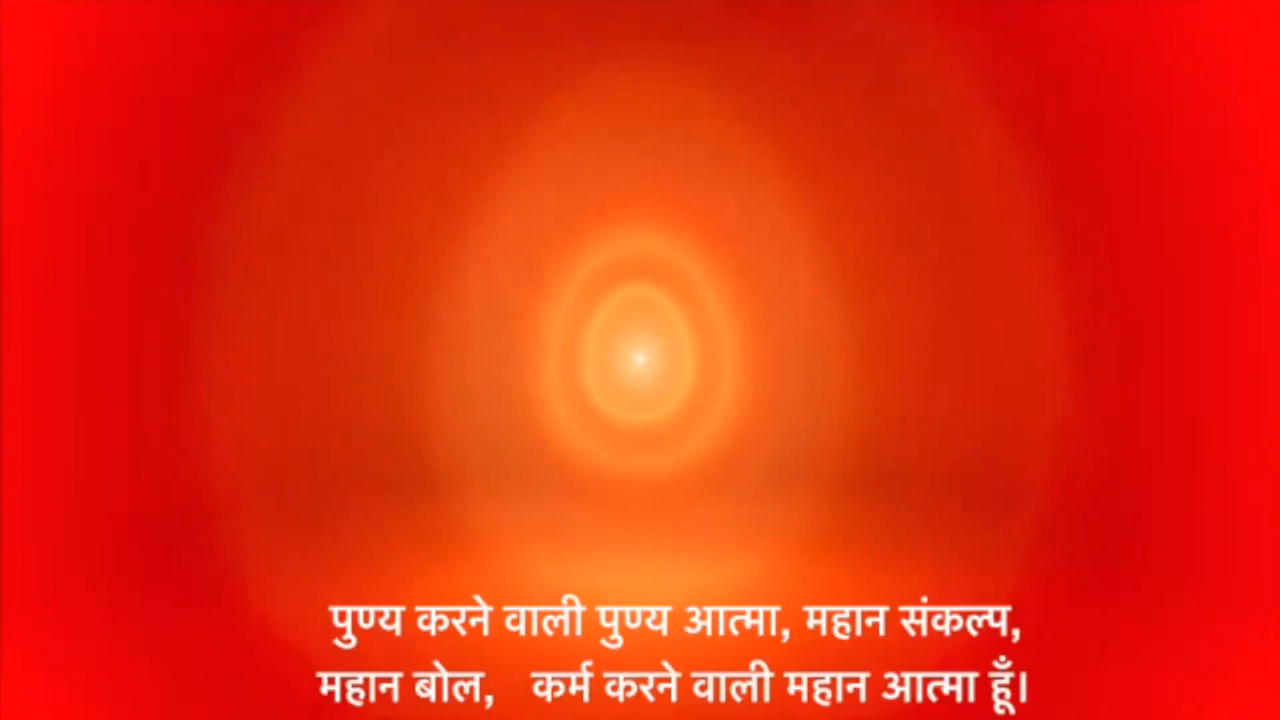 पुण्य करने वाली पुण्य आत्मा, महान संकल्प,
महान बोल, कर्म करने वाली महान आत्मा हूँ।